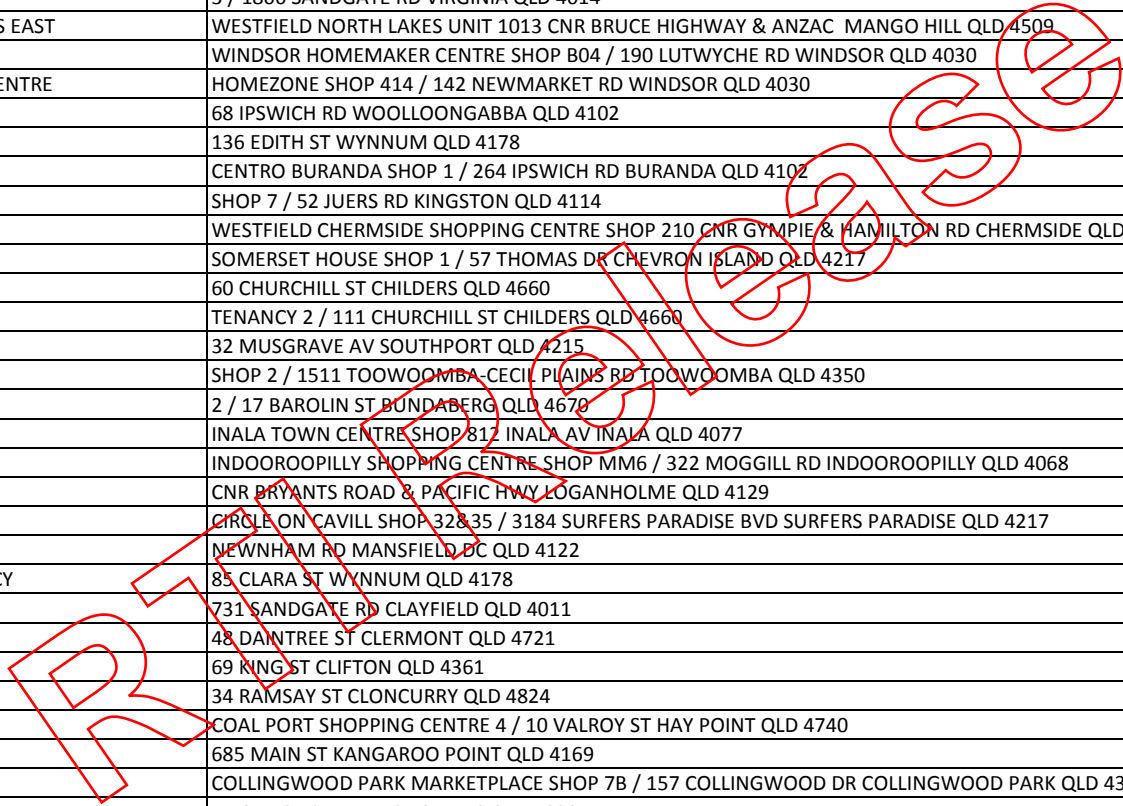 5 / 1800 SANDGATE RD VIRGINIA QLD 4014
S EAST WESTFIELD NORTH LAKES UNIT 1013 CNR BRUCE HIGHWAY & ANZAC MANGO HILL QLD 4509
WINDSOR HOMEMAKER CENTRE SHOP B04 / 190 LUTWYCHE RD WINDSOR QLD 4030
ENTRE HOMEZONE SHOP 414 / 142 NEWMARKET RD WINDSOR QLD 4030
68 IPSWICH RD WOOLLOONGABBA QLD 4102
136 EDITH ST WYNNUM QLD 4178
CENTRO BURANDA SHOP 1 / 264 IPSWICH RD BURANDA QLD 4102
SHOP 7 / 52 JUERS RD KINGSTON QLD 4114
WESTFIELD CHERMSIDE SHOPPING CENTRE SHOP 210 CNR GYMPIE & HAMILTON RD CHERMSIDE QLD
SOMERSET HOUSE SHOP 1 / 57 THOMAS DR CHEVRON ISLAND QLD 4217
60 CHURCHILL ST CHILDERS QLD 4660
TENANCY 2 / 111 CHURCHILL ST CHILDERS QLD 4660
32 MUSGRAVE AV SOUTHPORT QLD 4215
SHOP 2 / 1511 TOOWOOMBA-CECIL PLAINS RD TOOWOOMBA QLD 4350
2 / 17 BAROLIN ST BUNDABERG QLD 4670
INALA TOWN CENTRE SHOP 812 INALA AV INALA QLD 4077
INDOOROOPILLY SHOPPING CENTRE SHOP MM6 / 322 MOGGILL RD INDOOROOPILLY QLD 4068
CNR BRYANTS ROAD & PACIFIC HWY LOGANHOLME QLD 4129
CIRCLE ON CAVILL SHOP 32&35 / 3184 SURFERS PARADISE BVD SURFERS PARADISE QLD 4217
NEWNHAM RD MANSFIELD DC QLD 4122
CY 85 CLARA ST WYNNUM QLD 4178
731 SANDGATE RD CLAYFIELD QLD 4011
48 DAINTREE ST CLERMONT QLD 4721
69 KING ST CLIFTON QLD 4361
34 RAMSAY ST CLONCURRY QLD 4824
COAL PORT SHOPPING CENTRE 4 / 10 VALROY ST HAY POINT QLD 4740
685 MAIN ST KANGAROO POINT QLD 4169
COLLINGWOOD PARK MARKETPLACE SHOP 7B / 157 COLLINGWOOD DR COLLINGWOOD PARK QLD 43
RTI Release